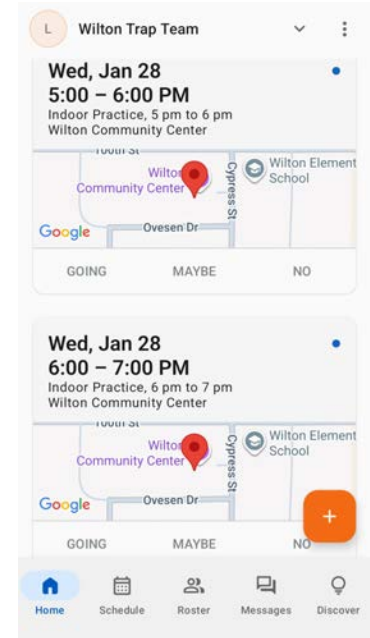 L Wilton Trap Team
Wed, Jan 28
5:00 – 6:00 PM
Indoor Practice, 5 pm to 6 pm
Wilton Community Center
Wilton
Community Center
Cypress St
Wilton Element
School
Ovesen Dr
Google
GOING MAYBE NO
Wed, Jan 28
6:00 – 7:00 PM
Indoor Practice, 6 pm to 7 pm
Wilton Community Center
Wilton
Community Center
Cypress St
Wilton Element
School
Ovesen Dr
Google
GOING MAYBE NO
Home Schedule Roster Messages Discover